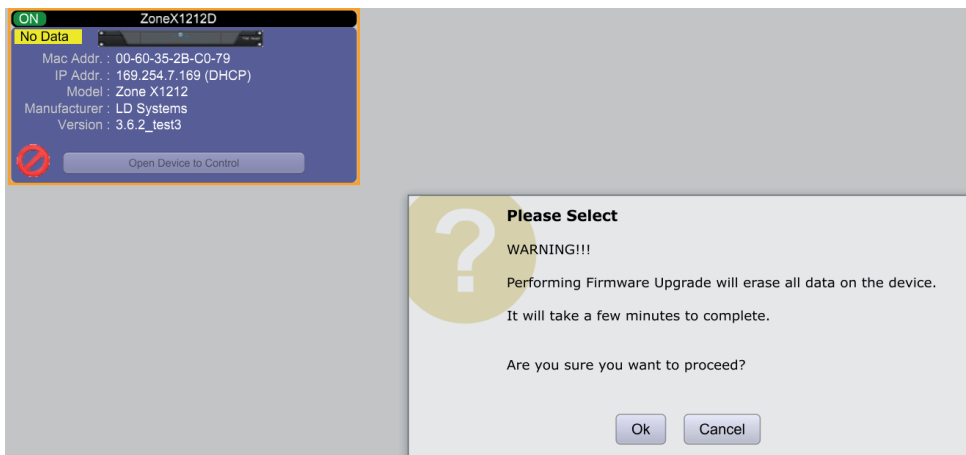 ON ZoneX1212D
No Data
Mac Addr. : 00-60-35-2B-C0-79
IP Addr. : 169.254.7.169 (DHCP)
Model : Zone X1212
Manufacturer : LD Systems
Version : 3.6.2_test3
Open Device to Control
?
Please Select
WARNING!!!
Performing Firmware Upgrade will erase all data on the device.
It will take a few minutes to complete.
Are you sure you want to proceed?
Ok Cancel